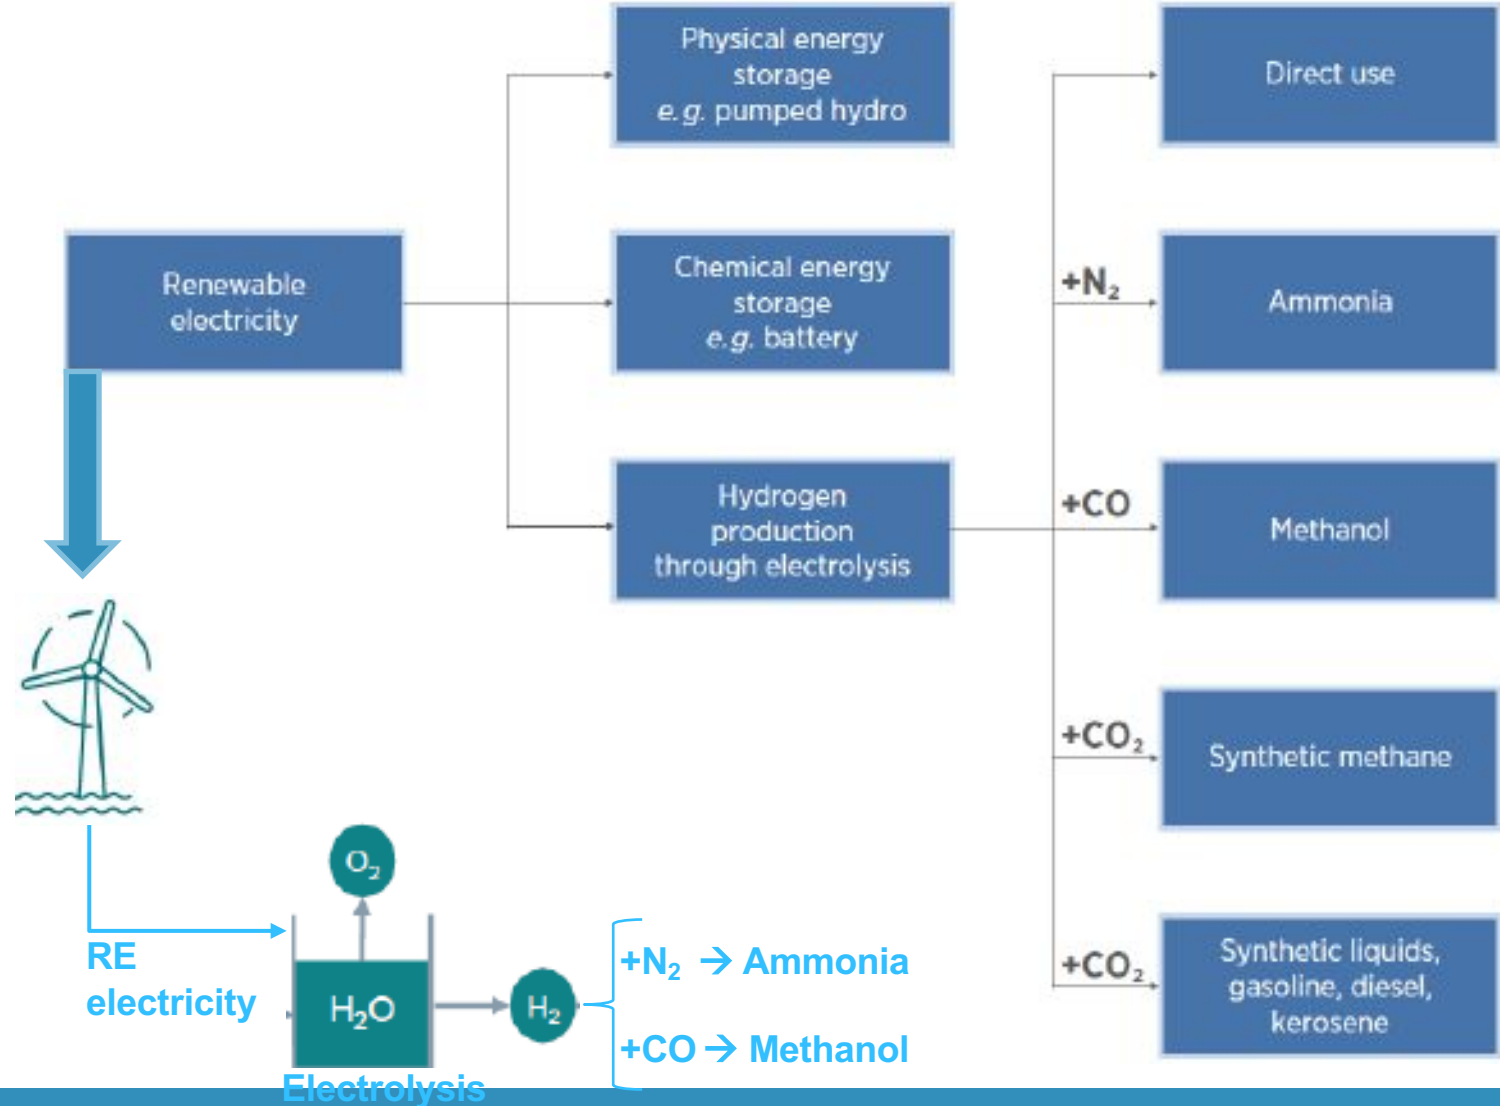 Physical energy
storage
e.g. pumped hydro
Direct use
Renewable
electricity
Chemical energy
storage
e.g. battery
+N₂
Ammonia
Hydrogen
production
through electrolysis
+CO
Methanol
+CO₂
Synthetic methane
+CO₂
Synthetic liquids,
gasoline, diesel,
kerosene
O₂
RE
electricity
H₂O
H₂
+N₂ → Ammonia
+CO → Methanol
Electrolysis